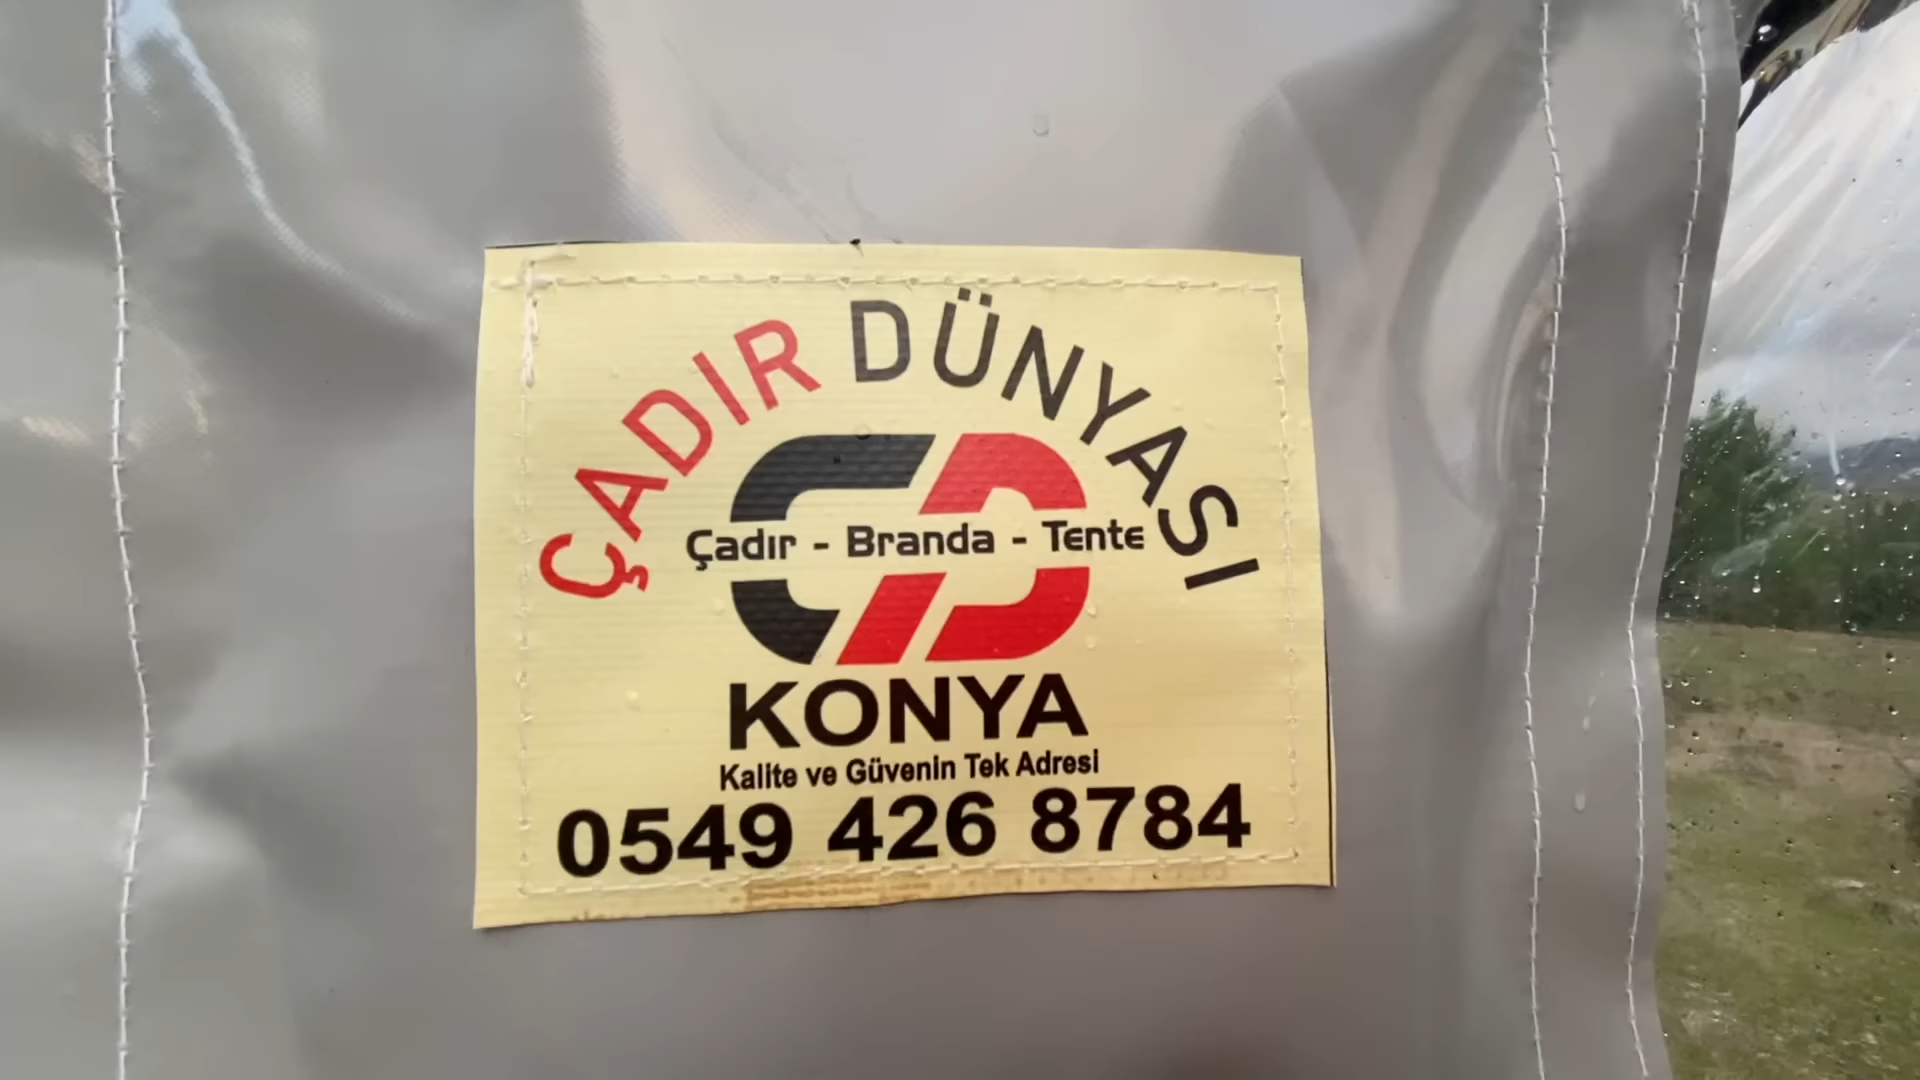 ÇADIR DÜNYASI
Çadır - Branda - Tente
KONYA
Kalite ve Güvenin Tek Adresi
0549 426 8784